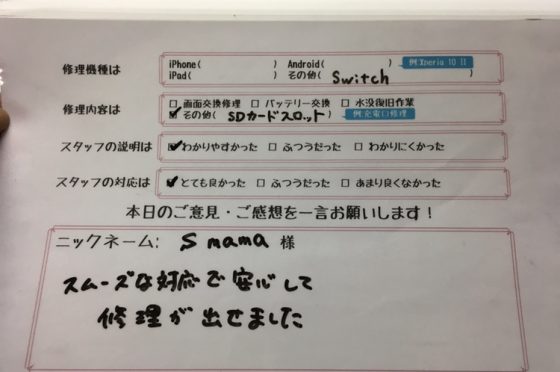 修理機種は iPhone( ) Android( ) 例 Xperia 10 Ⅱ
iPad( ) その他( Switch )
修理内容は □ 画面交換修理 □ バッテリー交換 □ 水没復旧作業
☑ その他( SDカードスロット ) 例:充電口修理
スタッフの説明は ☑ わかりやすかった □ ふつうだった □ わかりにくかった
スタッフの対応は ☑ とても良かった □ ふつうだった □ あまり良くなかった
本日のご意見・ご感想を一言お願いします!
ニックネーム: S mama 様
スムーズな対応で安心して
修理が出せました